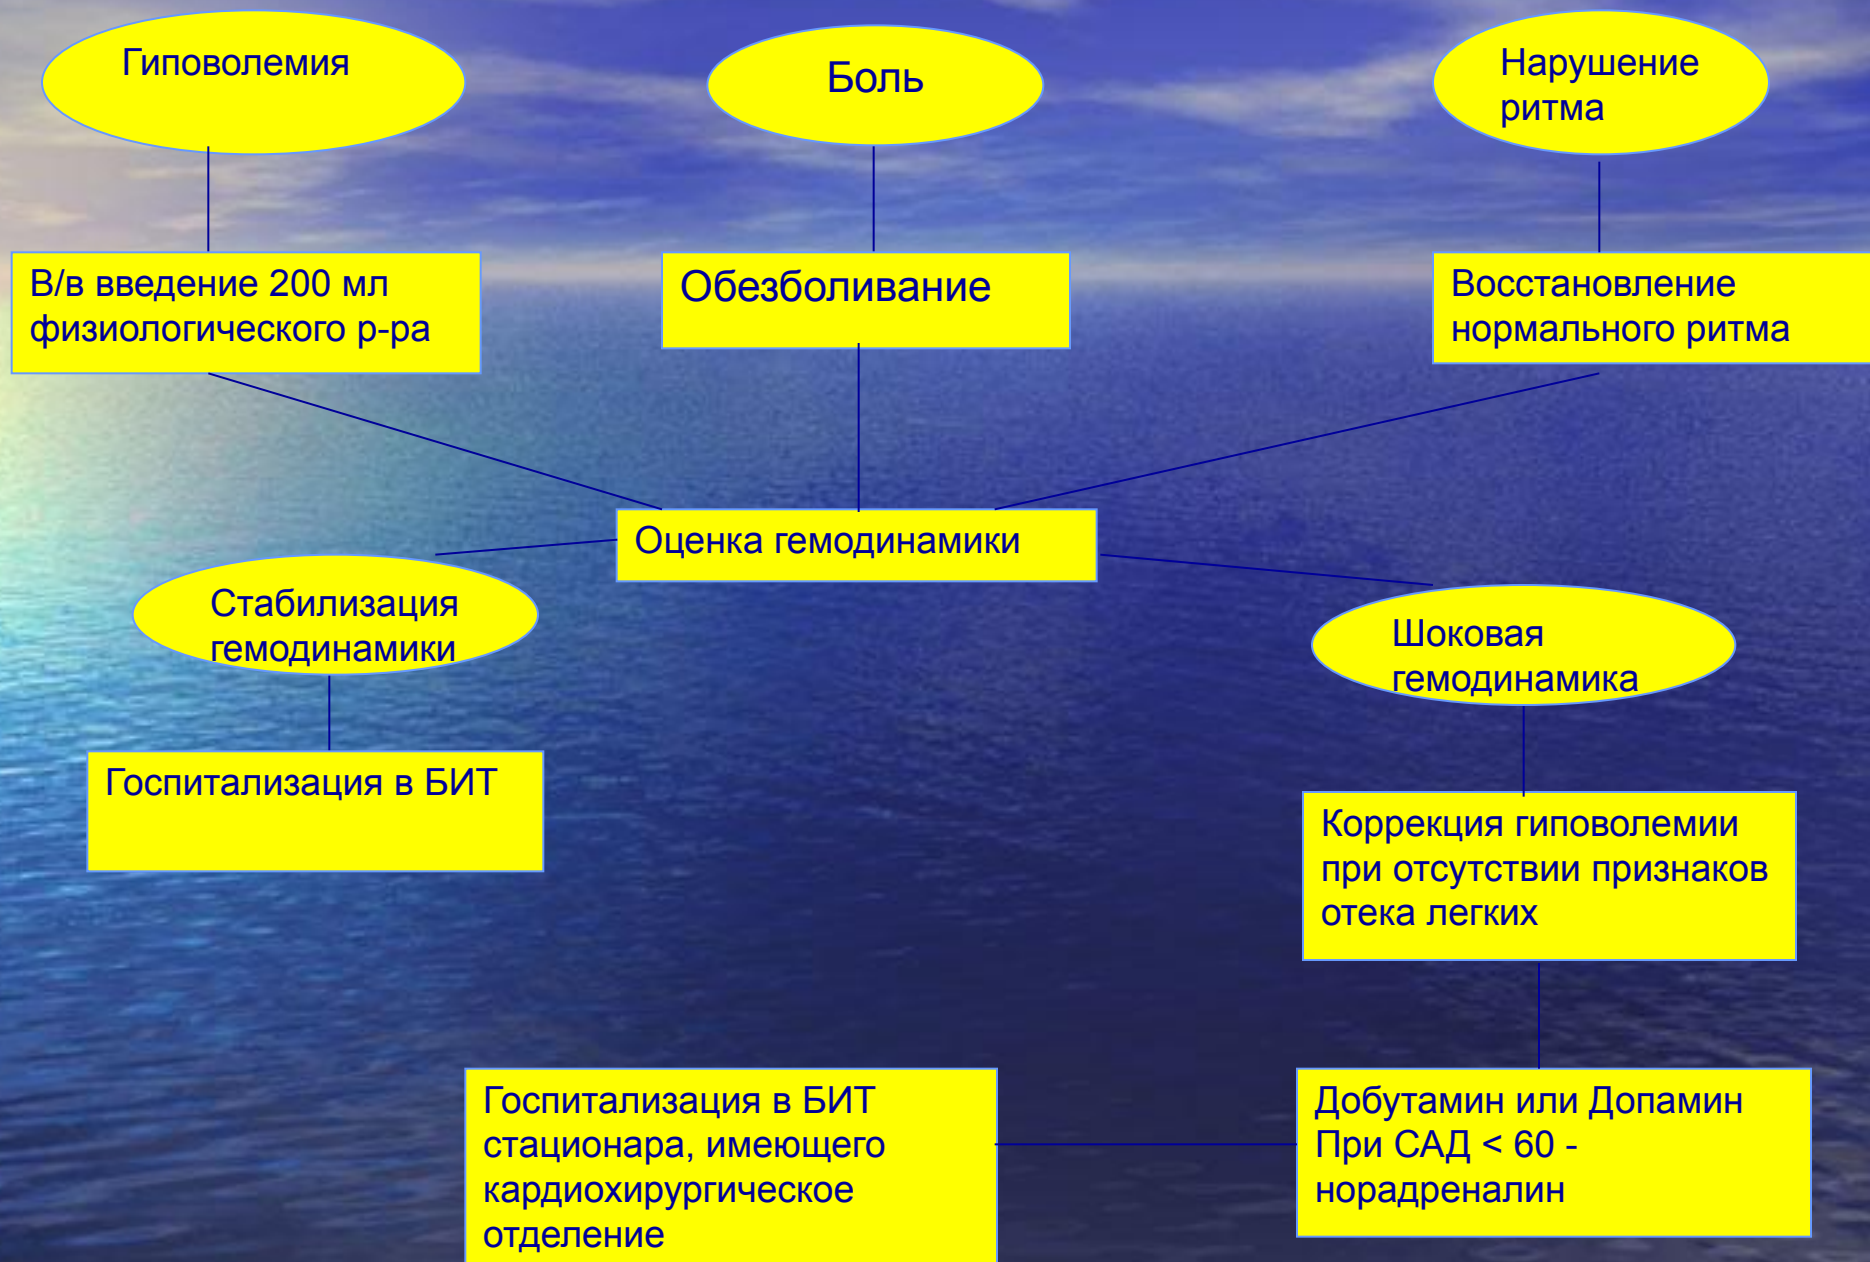 Гиповолемия
Боль
Нарушение
ритма
В/в введение 200 мл
физиологического р-ра
Обезболивание
Восстановление
нормального ритма
Оценка гемодинамики
Стабилизация
гемодинамики
Шоковая
гемодинамика
Госпитализация в БИТ
Коррекция гиповолемии
при отсутствии признаков
отека легких
Госпитализация в БИТ
стационара, имеющего
кардиохирургическое
отделение
Добутамин или Допамин
При САД < 60 -
норадреналин